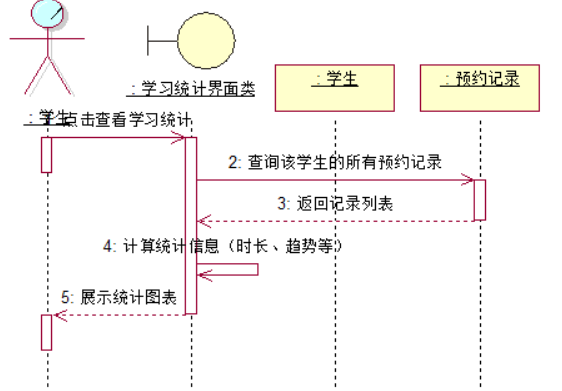 : 学习统计界面类
: 学生
: 预约记录
: 学生
点击查看学习统计
2: 查询该学生的所有预约记录
3: 返回记录列表
4: 计算统计信息（时长、趋势等）
5: 展示统计图表